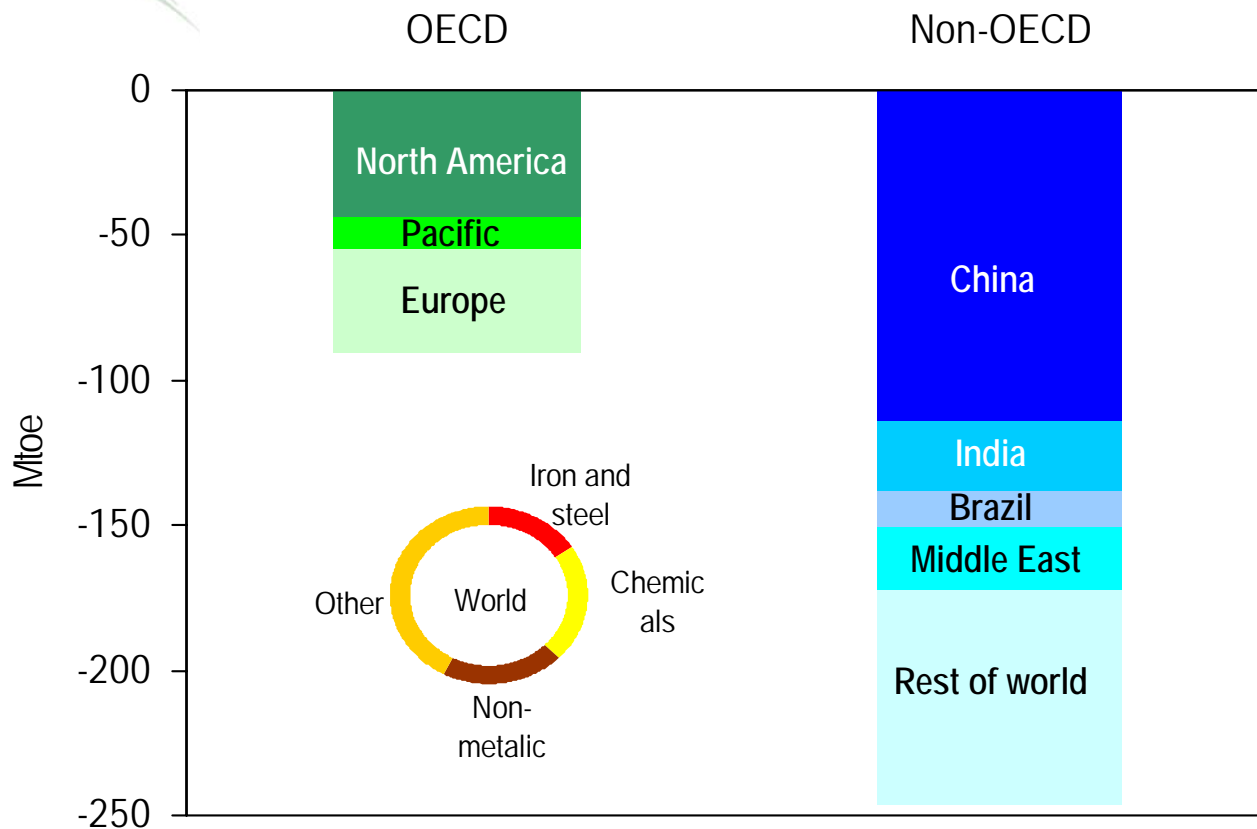 OECD
Non-OECD
0
-50
-100
-150
-200
-250
Mtoe
North America
Pacific
Europe
China
India
Brazil
Middle East
Rest of world
Iron and
steel
Chemic
als
Non-
metalic
Other
World